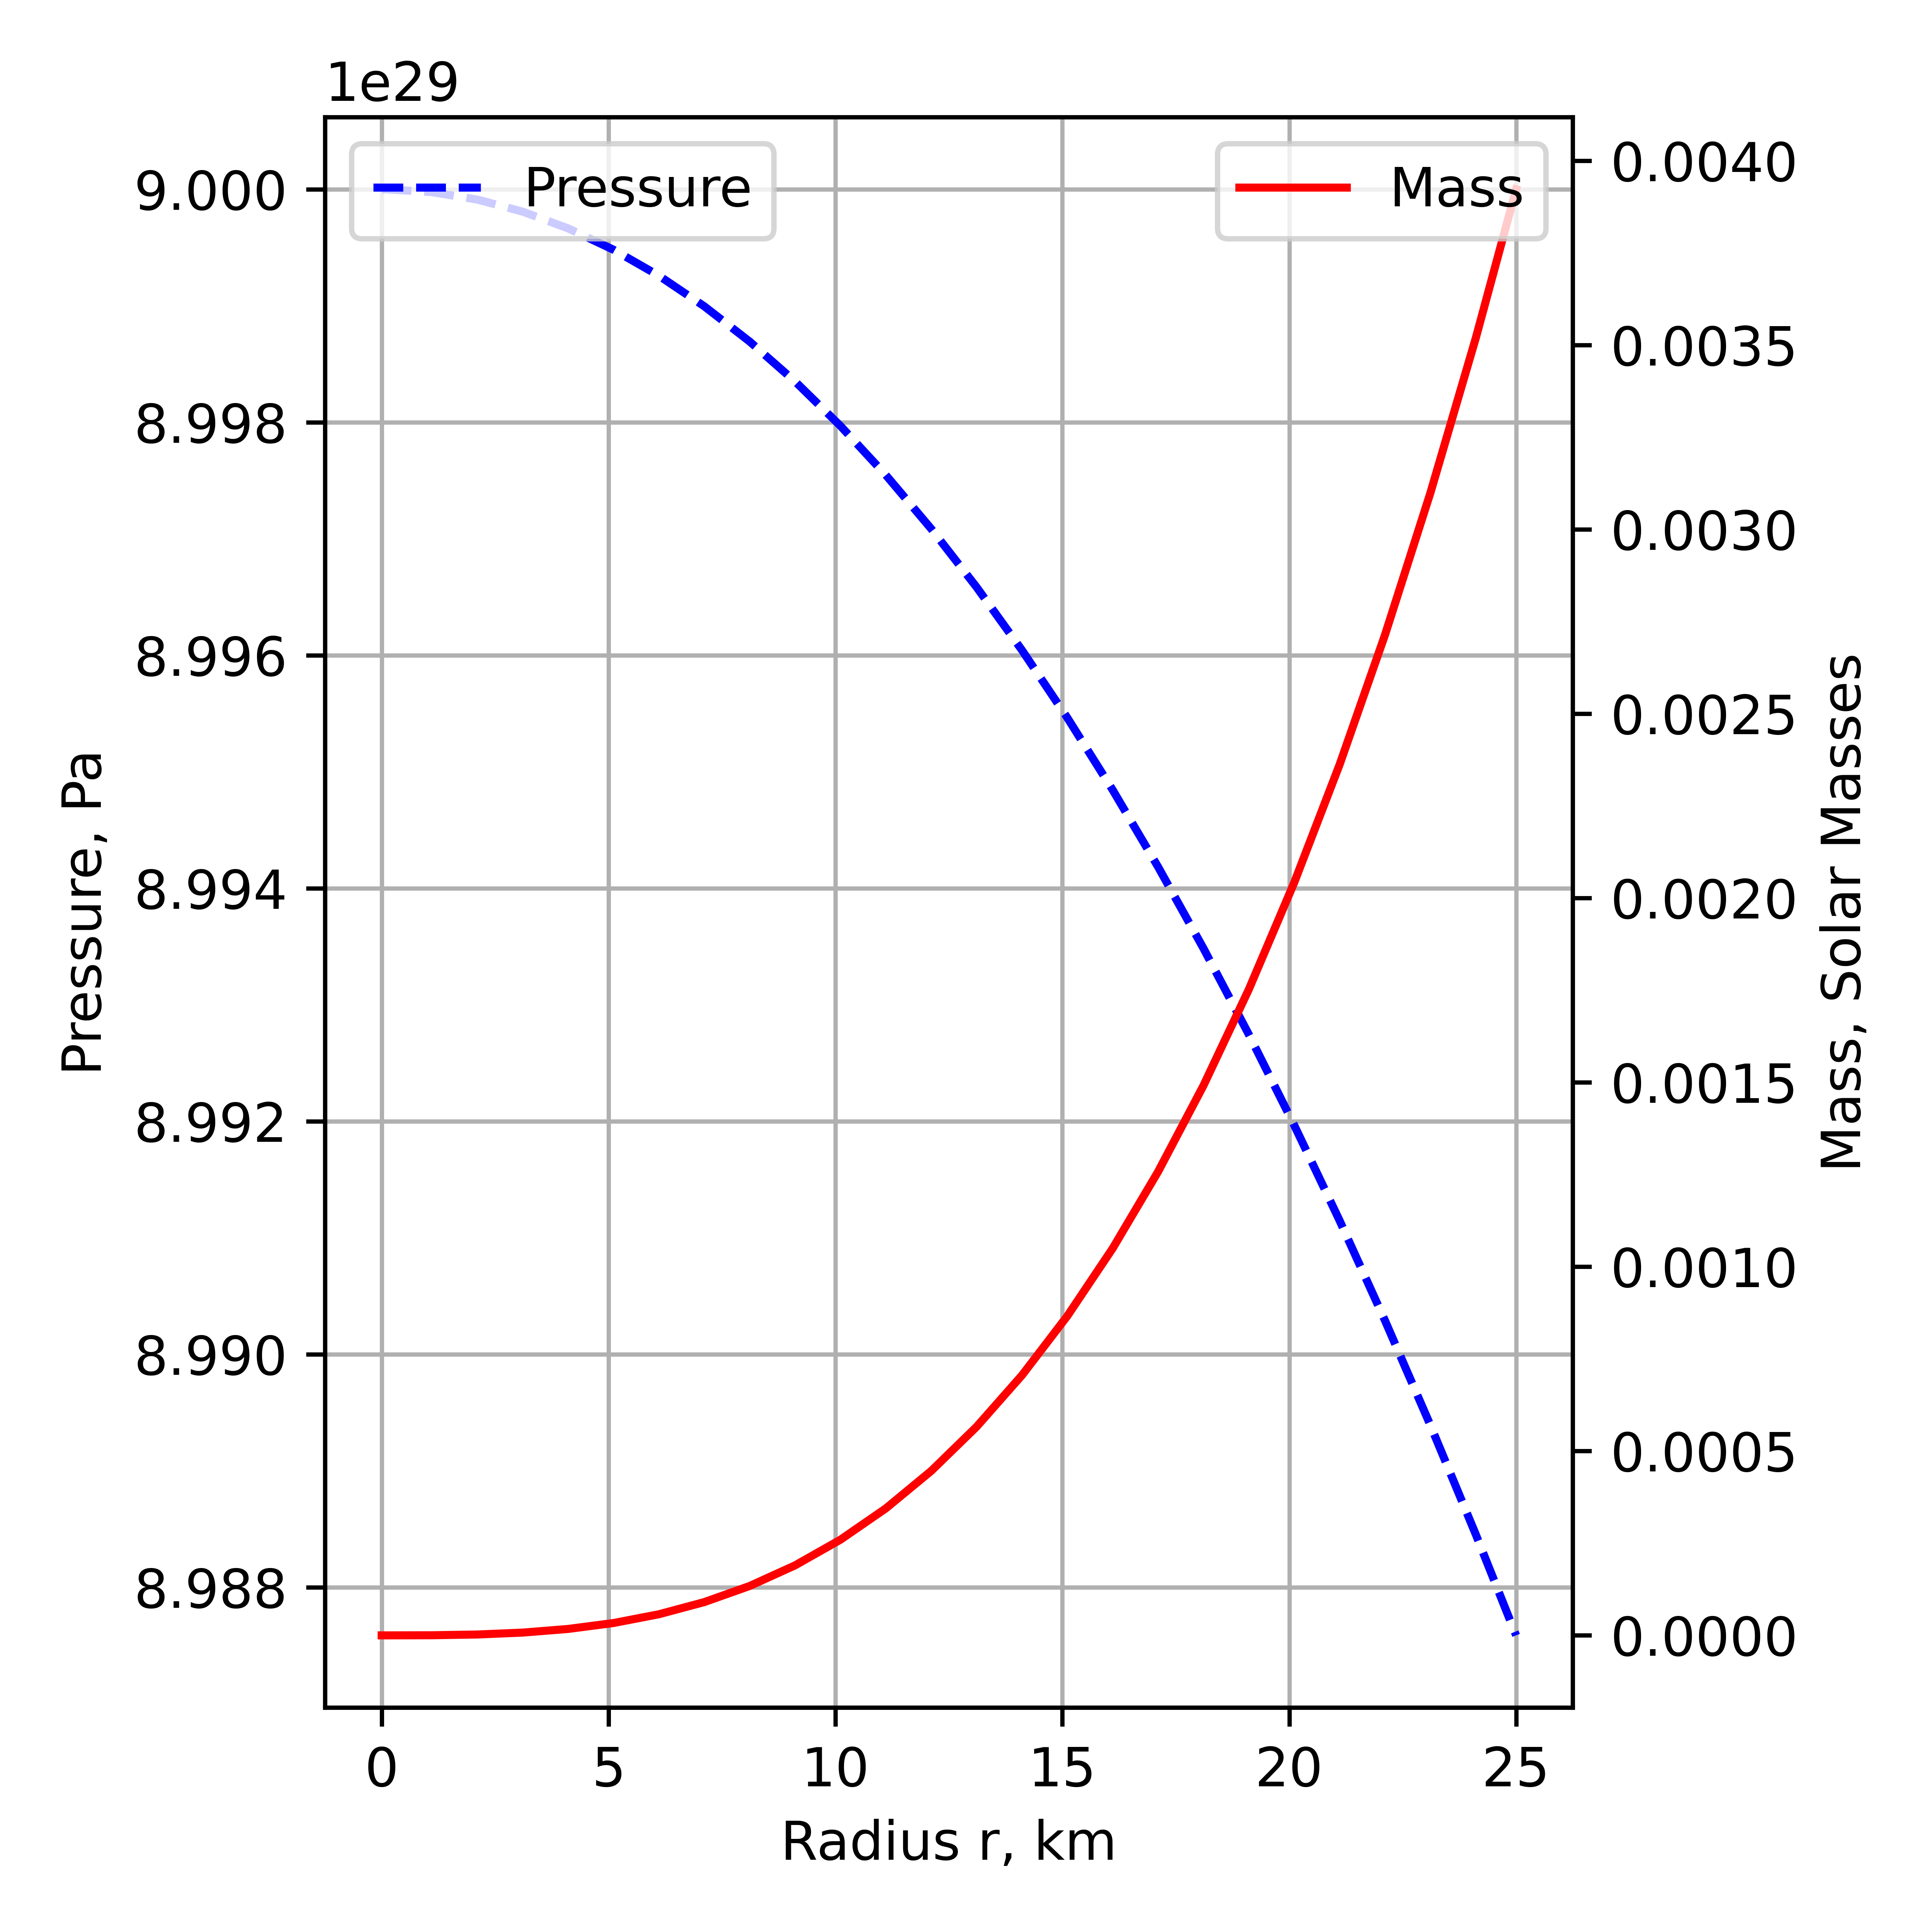 1e29
Pressure
Mass
9.000
8.998
8.996
8.994
8.992
8.990
8.988
Pressure, Pa
0.0040
0.0035
0.0030
0.0025
0.0020
0.0015
0.0010
0.0005
0.0000
Mass, Solar Masses
0 5 10 15 20 25
Radius r, km